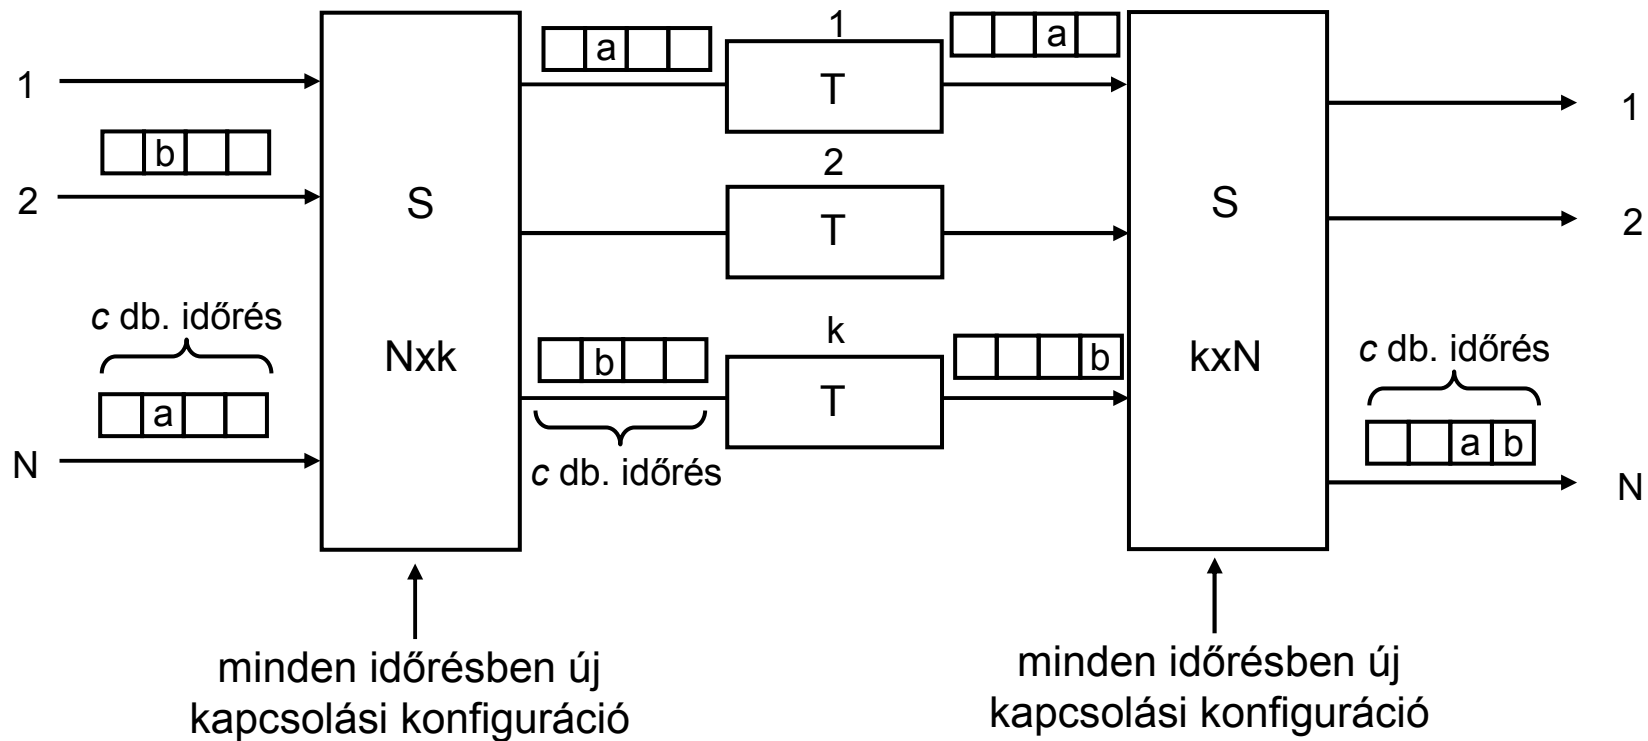 1
a
1
a
1
T
b
2
2
S
T
S
2
c db. időrés
Nxk
b
k
b
kxN
c db. időrés
a
T
a b
N
c db. időrés
N
minden időrésben új
kapcsolási konfiguráció
minden időrésben új
kapcsolási konfiguráció